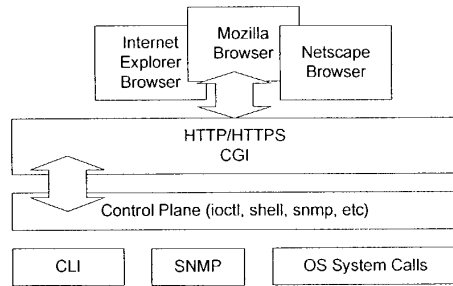 Internet
Explorer
Browser
Mozilla
Browser
Netscape
Browser
HTTP/HTTPS
CGI
Control Plane (ioctl, shell, snmp, etc)
CLI
SNMP
OS System Calls